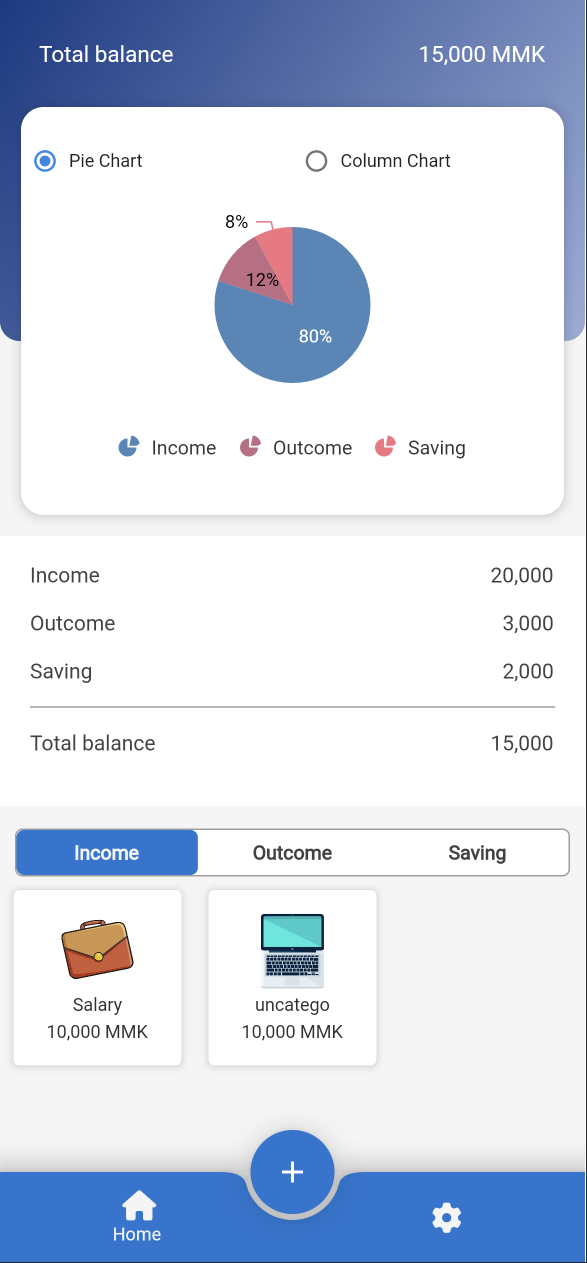 Total balance 15,000 MMK
Pie Chart Column Chart
8%
12%
80%
Income Outcome Saving
Income 20,000
Outcome 3,000
Saving 2,000
Total balance 15,000
Income Outcome Saving
Salary uncatego
10,000 MMK 10,000 MMK
+
Home